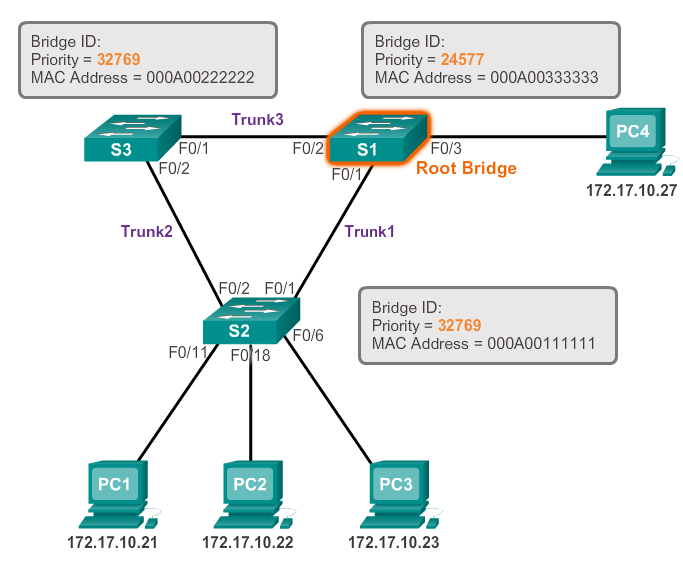 Bridge ID:
Priority = 32769
MAC Address = 000A00222222
Bridge ID:
Priority = 24577
MAC Address = 000A00333333
Trunk3
S3
F0/1
F0/2
F0/2
S1
F0/3
F0/1
Root Bridge
PC4
172.17.10.27
Trunk2
Trunk1
F0/2
F0/1
S2
F0/6
F0/11
F0/18
Bridge ID:
Priority = 32769
MAC Address = 000A00111111
PC1
PC2
PC3
172.17.10.21
172.17.10.22
172.17.10.23